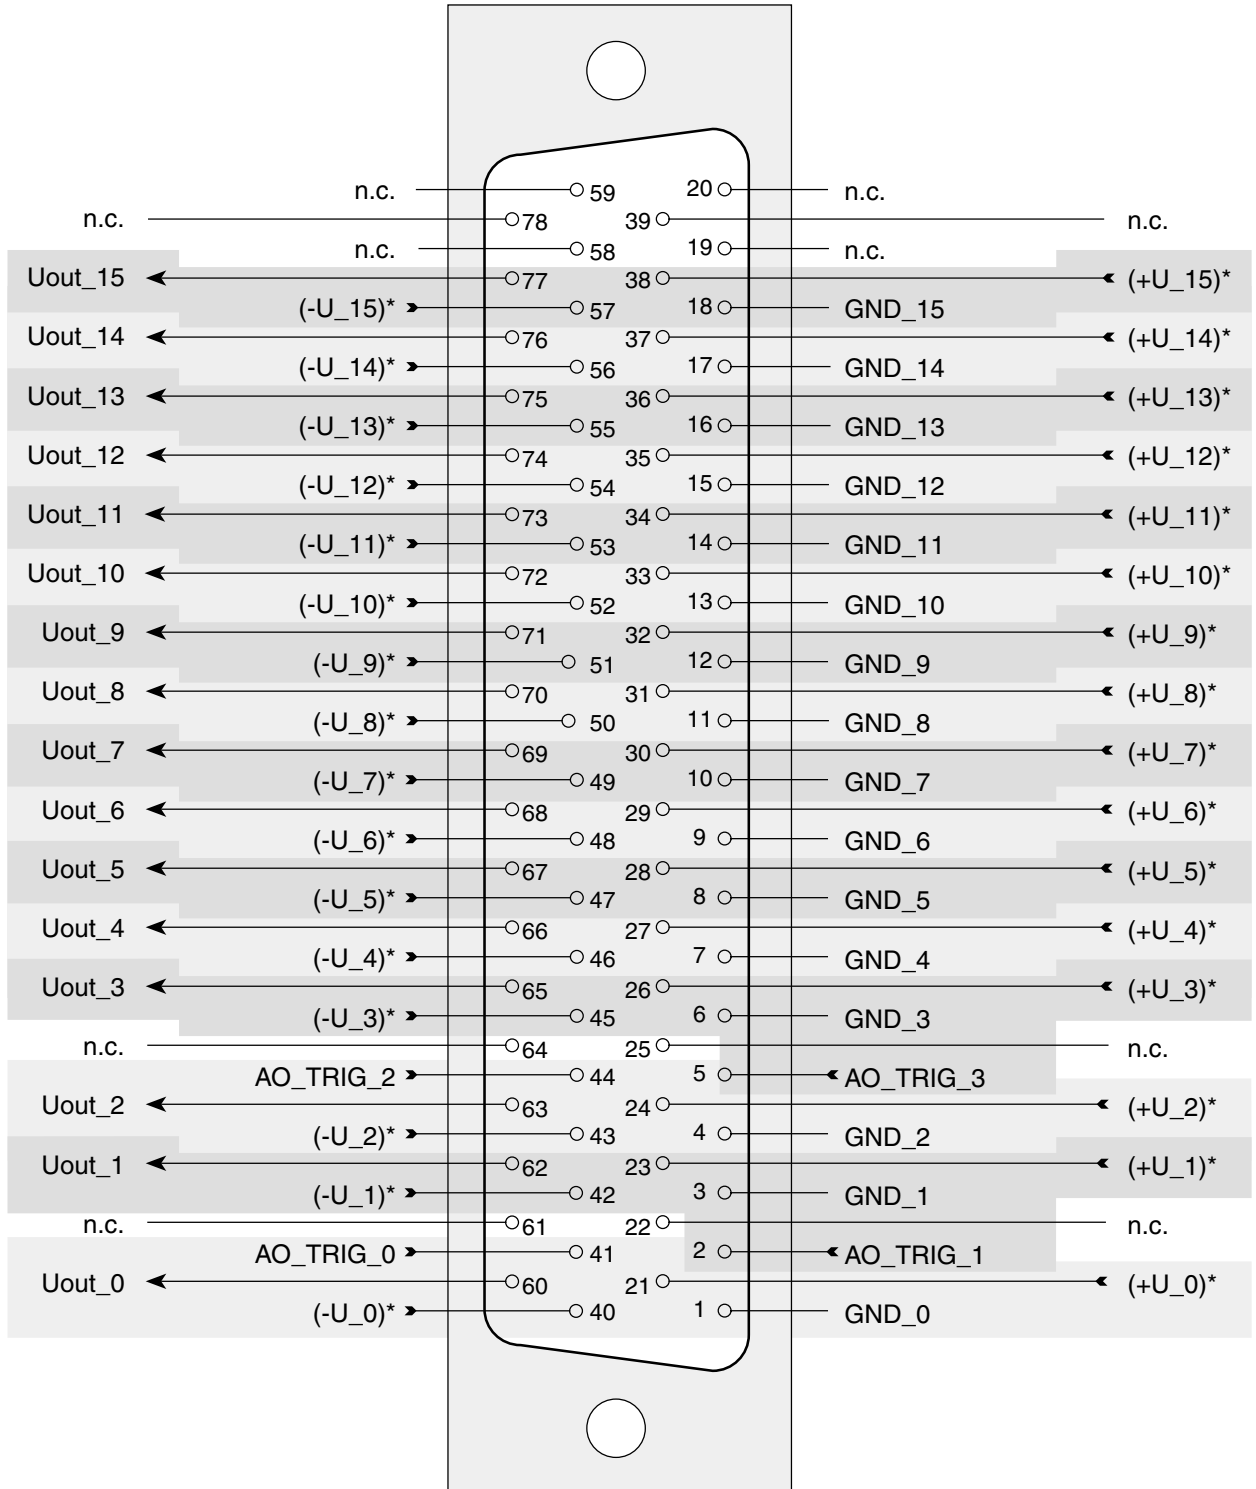 n.c. 59 20 n.c.
n.c. 78 39 n.c.
n.c. 58 19 n.c.
Uout_15 77 38 (+U_15)*
(-U_15)* 57 18 GND_15
Uout_14 76 37 (+U_14)*
(-U_14)* 56 17 GND_14
Uout_13 75 36 (+U_13)*
(-U_13)* 55 16 GND_13
Uout_12 74 35 (+U_12)*
(-U_12)* 54 15 GND_12
Uout_11 73 34 (+U_11)*
(-U_11)* 53 14 GND_11
Uout_10 72 33 (+U_10)*
(-U_10)* 52 13 GND_10
Uout_9 71 32 (+U_9)*
(-U_9)* 51 12 GND_9
Uout_8 70 31 (+U_8)*
(-U_8)* 50 11 GND_8
Uout_7 69 30 (+U_7)*
(-U_7)* 49 10 GND_7
Uout_6 68 29 (+U_6)*
(-U_6)* 48 9 GND_6
Uout_5 67 28 (+U_5)*
(-U_5)* 47 8 GND_5
Uout_4 66 27 (+U_4)*
(-U_4)* 46 7 GND_4
Uout_3 65 26 (+U_3)*
(-U_3)* 45 6 GND_3
n.c. 64 25 n.c.
AO_TRIG_2 44 5 AO_TRIG_3
Uout_2 63 24 (+U_2)*
(-U_2)* 43 4 GND_2
Uout_1 62 23 (+U_1)*
(-U_1)* 42 3 GND_1
n.c. 61 22 n.c.
AO_TRIG_0 41 2 AO_TRIG_1
Uout_0 60 21 (+U_0)*
(-U_0)* 40 1 GND_0